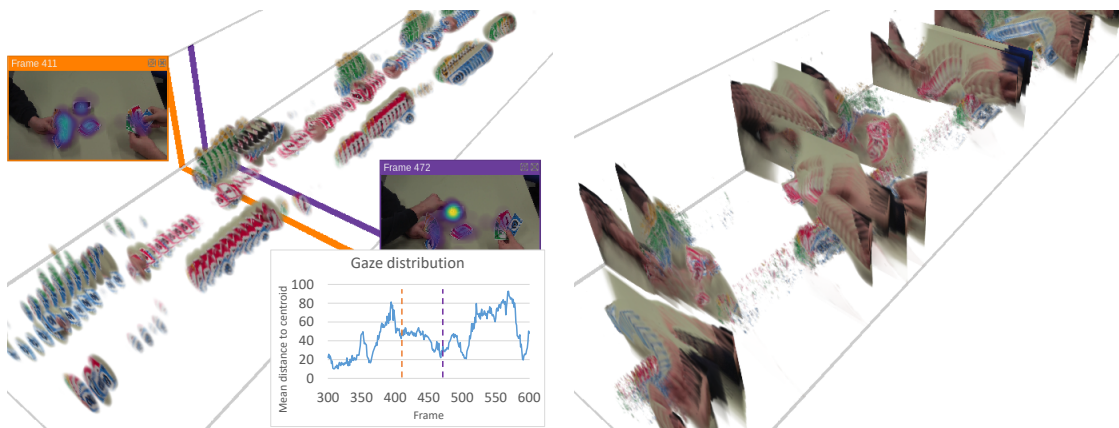 Frame 411
Frame 472
Gaze distribution
Mean distance to centroid
100
80
60
40
20
0
300 350 400 450 500 550 600
Frame